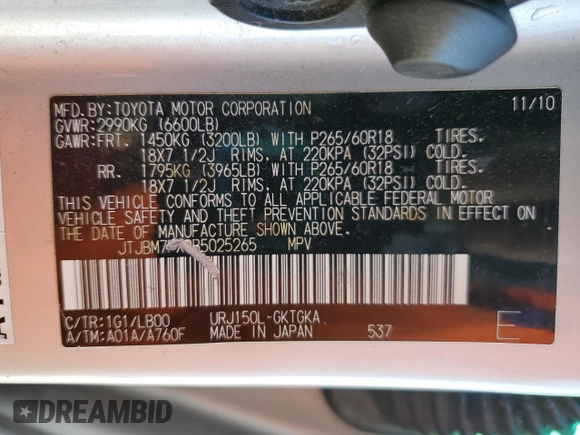 MFD.BY:TOYOTA MOTOR CORPORATION 11/10
GVWR:2990KG (6600LB)
GAWR:FRT. 1450KG (3200LB) WITH P265/60R18 TIRES.
18X7 1/2J RIMS, AT 220KPA (32PSI) COLD.
RR. 1795KG (3965LB) WITH P265/60R18 TIRES.
18X7 1/2J RIMS, AT 220KPA (32PSI) COLD.
THIS VEHICLE CONFORMS TO ALL APPLICABLE FEDERAL MOTOR
VEHICLE SAFETY AND THEFT PREVENTION STANDARDS IN EFFECT ON
THE DATE OF MANUFACTURE SHOWN ABOVE.
MPV
C/TR:1G1/LB00 URJ150L-GKTGKA
A/TM:A01A/A760F MADE IN JAPAN 537 E
DREAMBID